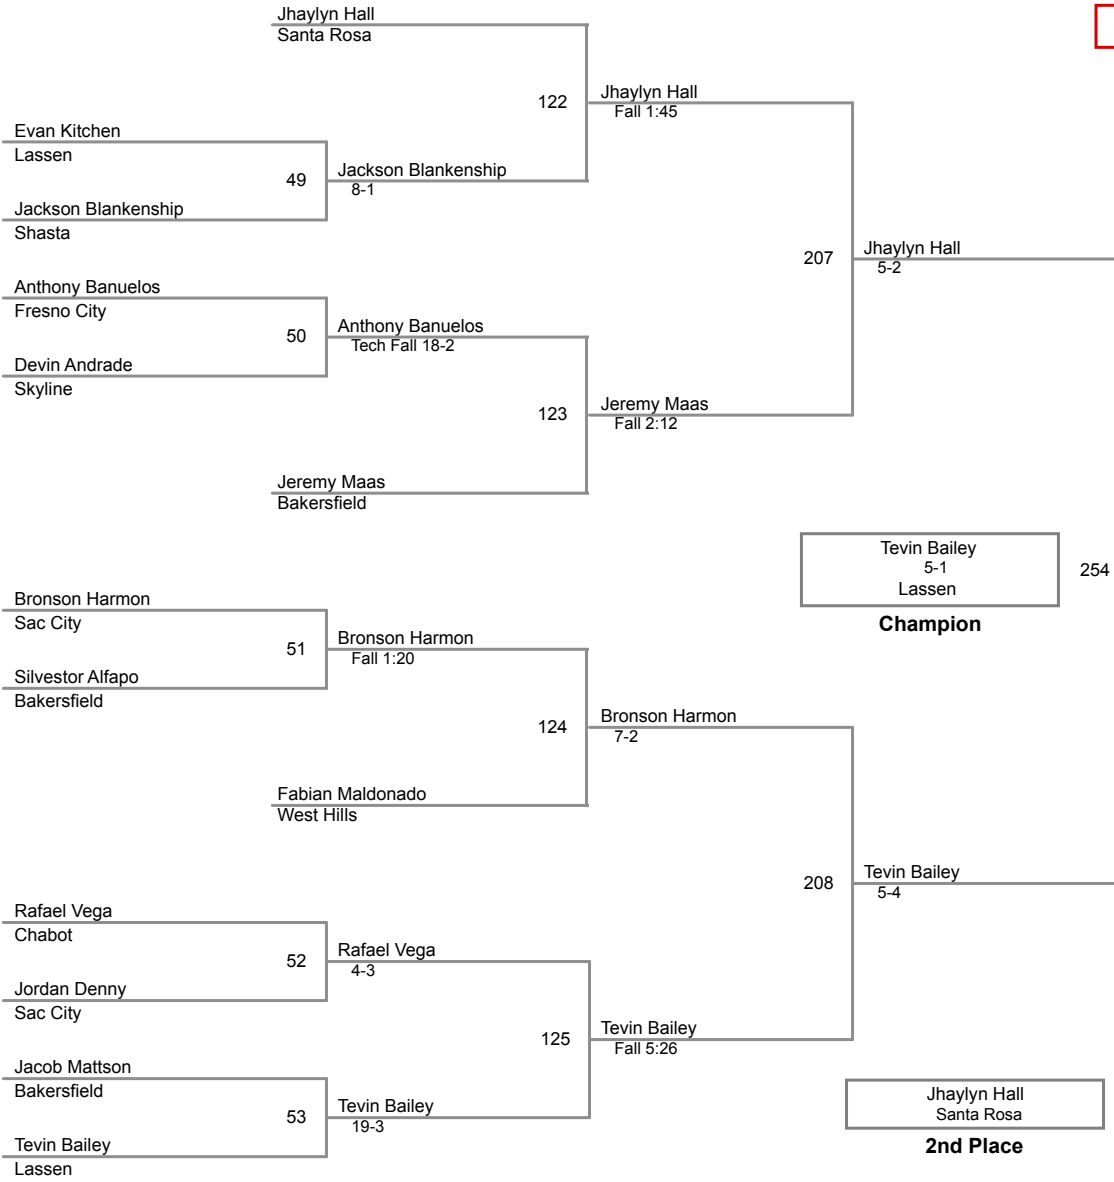 Jhaylyn Hall
Santa Rosa
122
Jhaylyn Hall
Fall 1:45
Evan Kitchen
Lassen
49
Jackson Blankenship
8-1
Jackson Blankenship
Shasta
207
Jhaylyn Hall
5-2
Anthony Banuelos
Fresno City
50
Anthony Banuelos
Tech Fall 18-2
Devin Andrade
Skyline
123
Jeremy Maas
Fall 2:12
Jeremy Maas
Bakersfield
Tevin Bailey
5-1
Lassen
254
Champion
Bronson Harmon
Sac City
51
Bronson Harmon
Fall 1:20
Silvestor Alfapo
Bakersfield
124
Bronson Harmon
7-2
Fabian Maldonado
West Hills
208
Tevin Bailey
5-4
Rafael Vega
Chabot
52
Rafael Vega
4-3
Jordan Denny
Sac City
125
Tevin Bailey
Fall 5:26
Jacob Mattson
Bakersfield
53
Tevin Bailey
19-3
Tevin Bailey
Lassen
Jhaylyn Hall
Santa Rosa
2nd Place